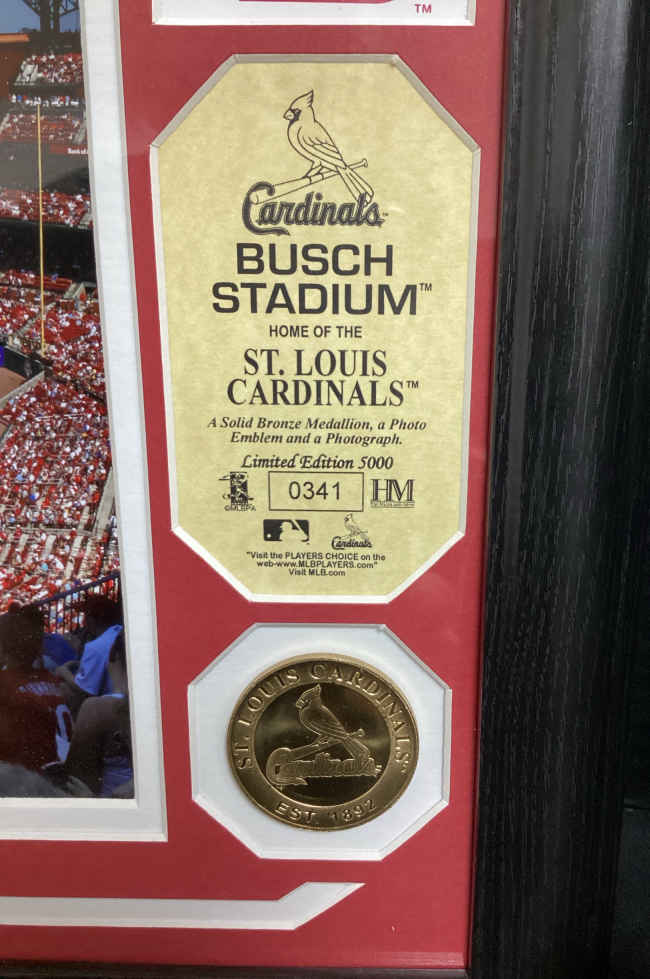 TM
Cardinals
BUSCH
STADIUM™
HOME OF THE
ST. LOUIS
CARDINALS™
A Solid Bronze Medallion, a Photo
Emblem and a Photograph.
Limited Edition 5000
©MLBPA
0341
HM
Cardinals
"Visit the PLAYERS CHOICE on the
web-www.MLBPLAYERS.com"
Visit MLB.com
ST. LOUIS CARDINALS
Cardinals
EST. 1892